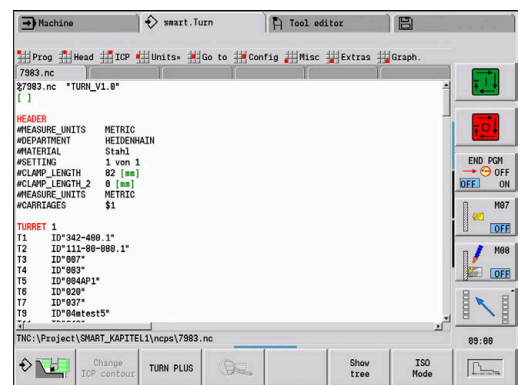 Machine
smart.Turn
Tool editor
Prog Head ICP Units» Go to Config Misc Extras Graph.
7983.nc
%7983.nc "TURN_V1.0"
[ ]
HEADER
#MEASURE_UNITS METRIC
#DEPARTMENT HEIDENHAIN
#MATERIAL Stahl
#SETTING 1 von 1
#CLAMP_LENGTH 82 [mm]
#CLAMP_LENGTH_2 0 [mm]
#MEASURE_UNITS METRIC
#CARRIAGES $1
TURRET 1
T1 ID"342-400.1"
T2 ID"111-80-080.1"
T3 ID"007"
T4 ID"003"
T5 ID"004AP1"
T6 ID"020"
T7 ID"037"
T9 ID"04mtest5"
TNC:\Project\SMART_KAPITEL1\ncps\7983.nc
END PGM
OFF
OFF ON
M07
OFF
M08
OFF
09:00
Change ICP contour
TURN PLUS
Show tree
ISO Mode